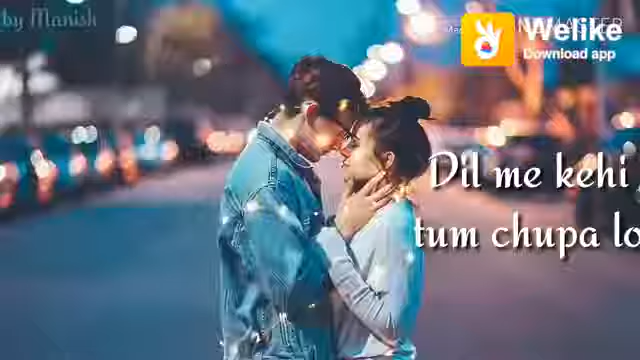 by Manish
Welike
Download app
Dil me kehi
tum chupa lo